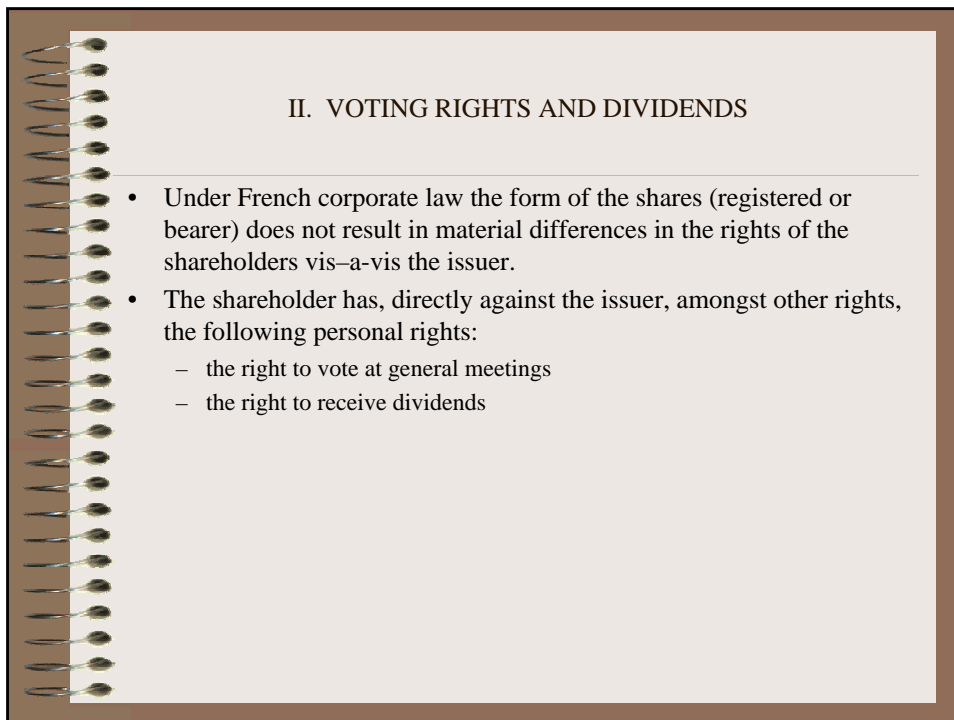 II. VOTING RIGHTS AND DIVIDENDS
• Under French corporate law the form of the shares (registered or
bearer) does not result in material differences in the rights of the
shareholders vis–a-vis the issuer.
• The shareholder has, directly against the issuer, amongst other rights,
the following personal rights:
– the right to vote at general meetings
– the right to receive dividends